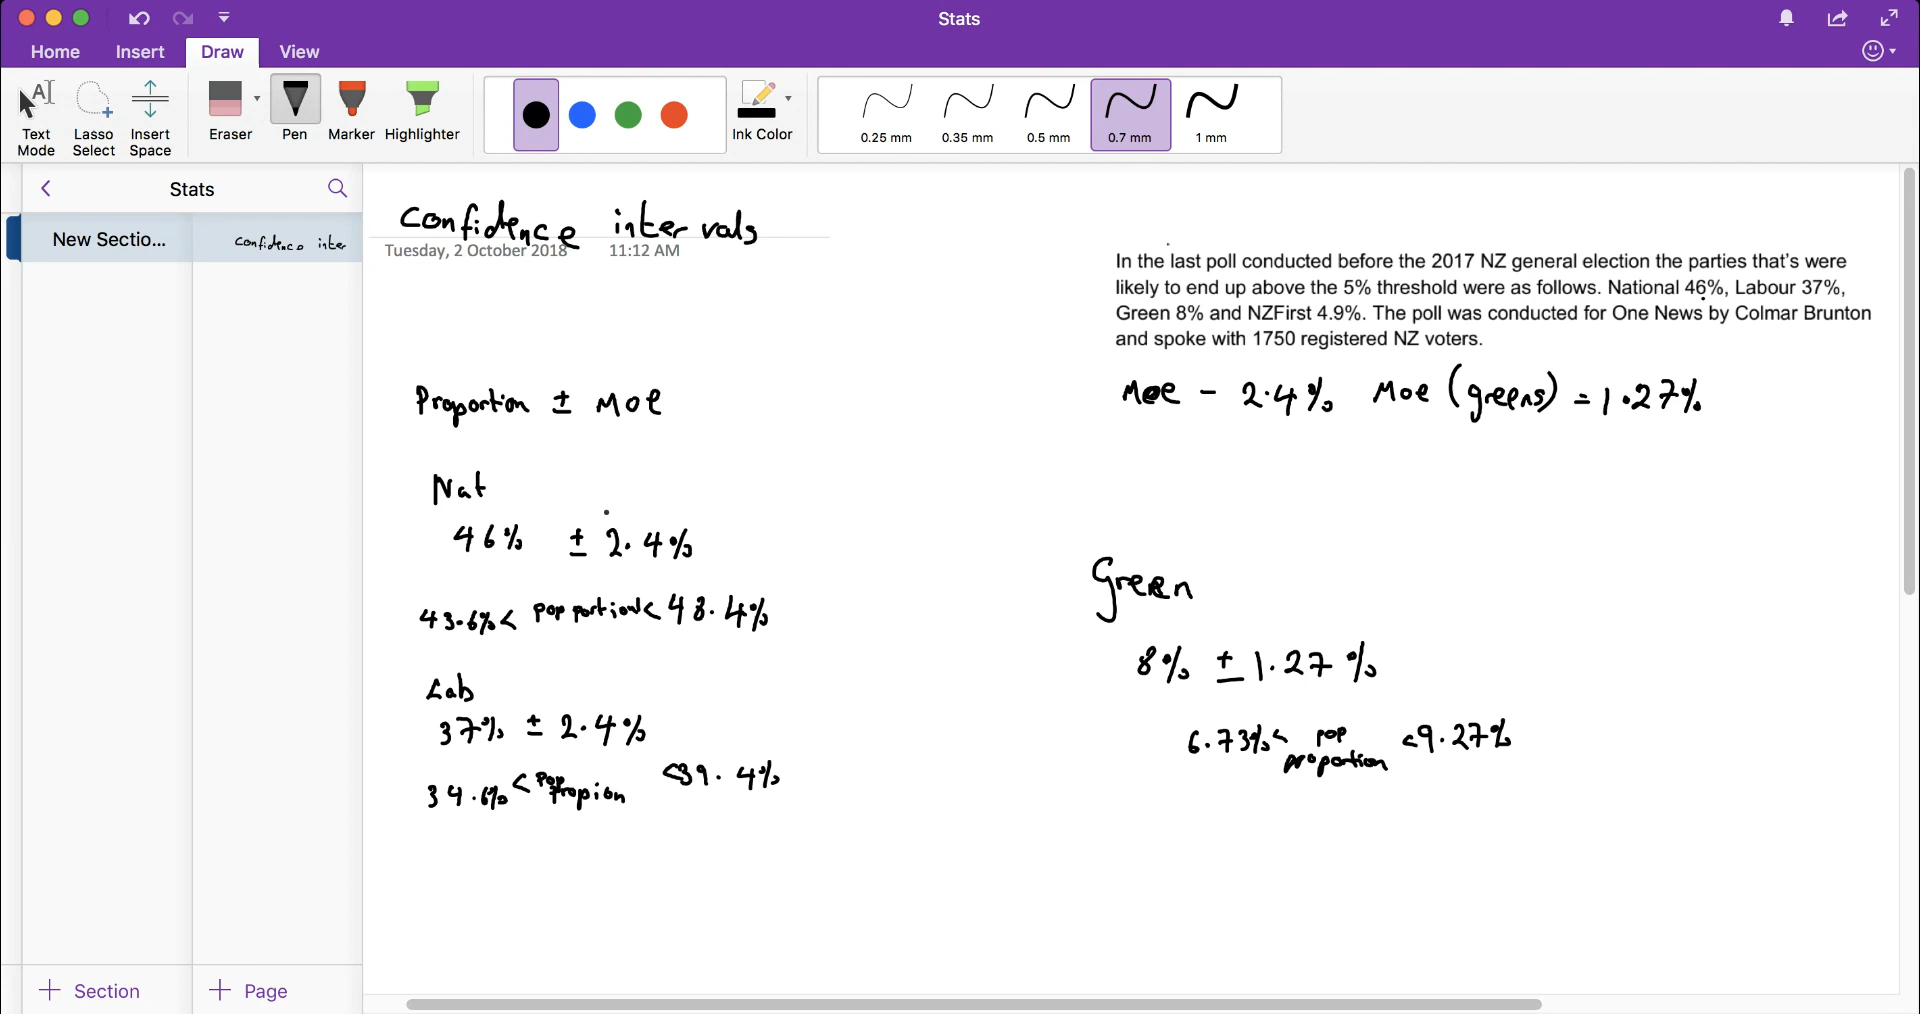 Stats
Home Insert Draw View
Text Mode
Lasso Select
Insert Space
Eraser
Pen
Marker
Highlighter
Ink Color
0.25 mm 0.35 mm 0.5 mm 0.7 mm 1 mm
Stats
New Sectio...
Confidence inter
Confidence intervals
Tuesday, 2 October 2018 11:12 AM
In the last poll conducted before the 2017 NZ general election the parties that's were
likely to end up above the 5% threshold were as follows. National 46%, Labour 37%,
Green 8% and NZFirst 4.9%. The poll was conducted for One News by Colmar Brunton
and spoke with 1750 registered NZ voters.
MoE - 2.4% MoE (greens) = 1.27%
Proportion ± MoE
Nat
46% ± 2.4%
43.6% < pop portion < 48.4%
Lab
37% ± 2.4%
34.6% < pop propion < 39.4%
Green
8% ± 1.27%
6.73% < pop proportion < 9.27%
+ Section
+ Page